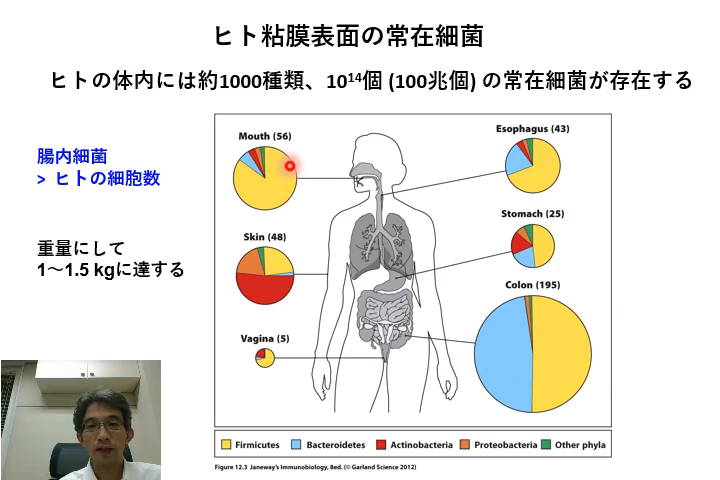 ヒト粘膜表面の常在細菌
ヒトの体内には約1000種類、10¹⁴個 (100兆個) の常在細菌が存在する
腸内細菌
> ヒトの細胞数
重量にして
1～1.5 kgに達する
Mouth (56)
Esophagus (43)
Stomach (25)
Skin (48)
Colon (195)
Vagina (5)
Firmicutes
Bacteroidetes
Actinobacteria
Proteobacteria
Other phyla
Figure 12.3 Janeway's Immunobiology, 8ed. (© Garland Science 2012)